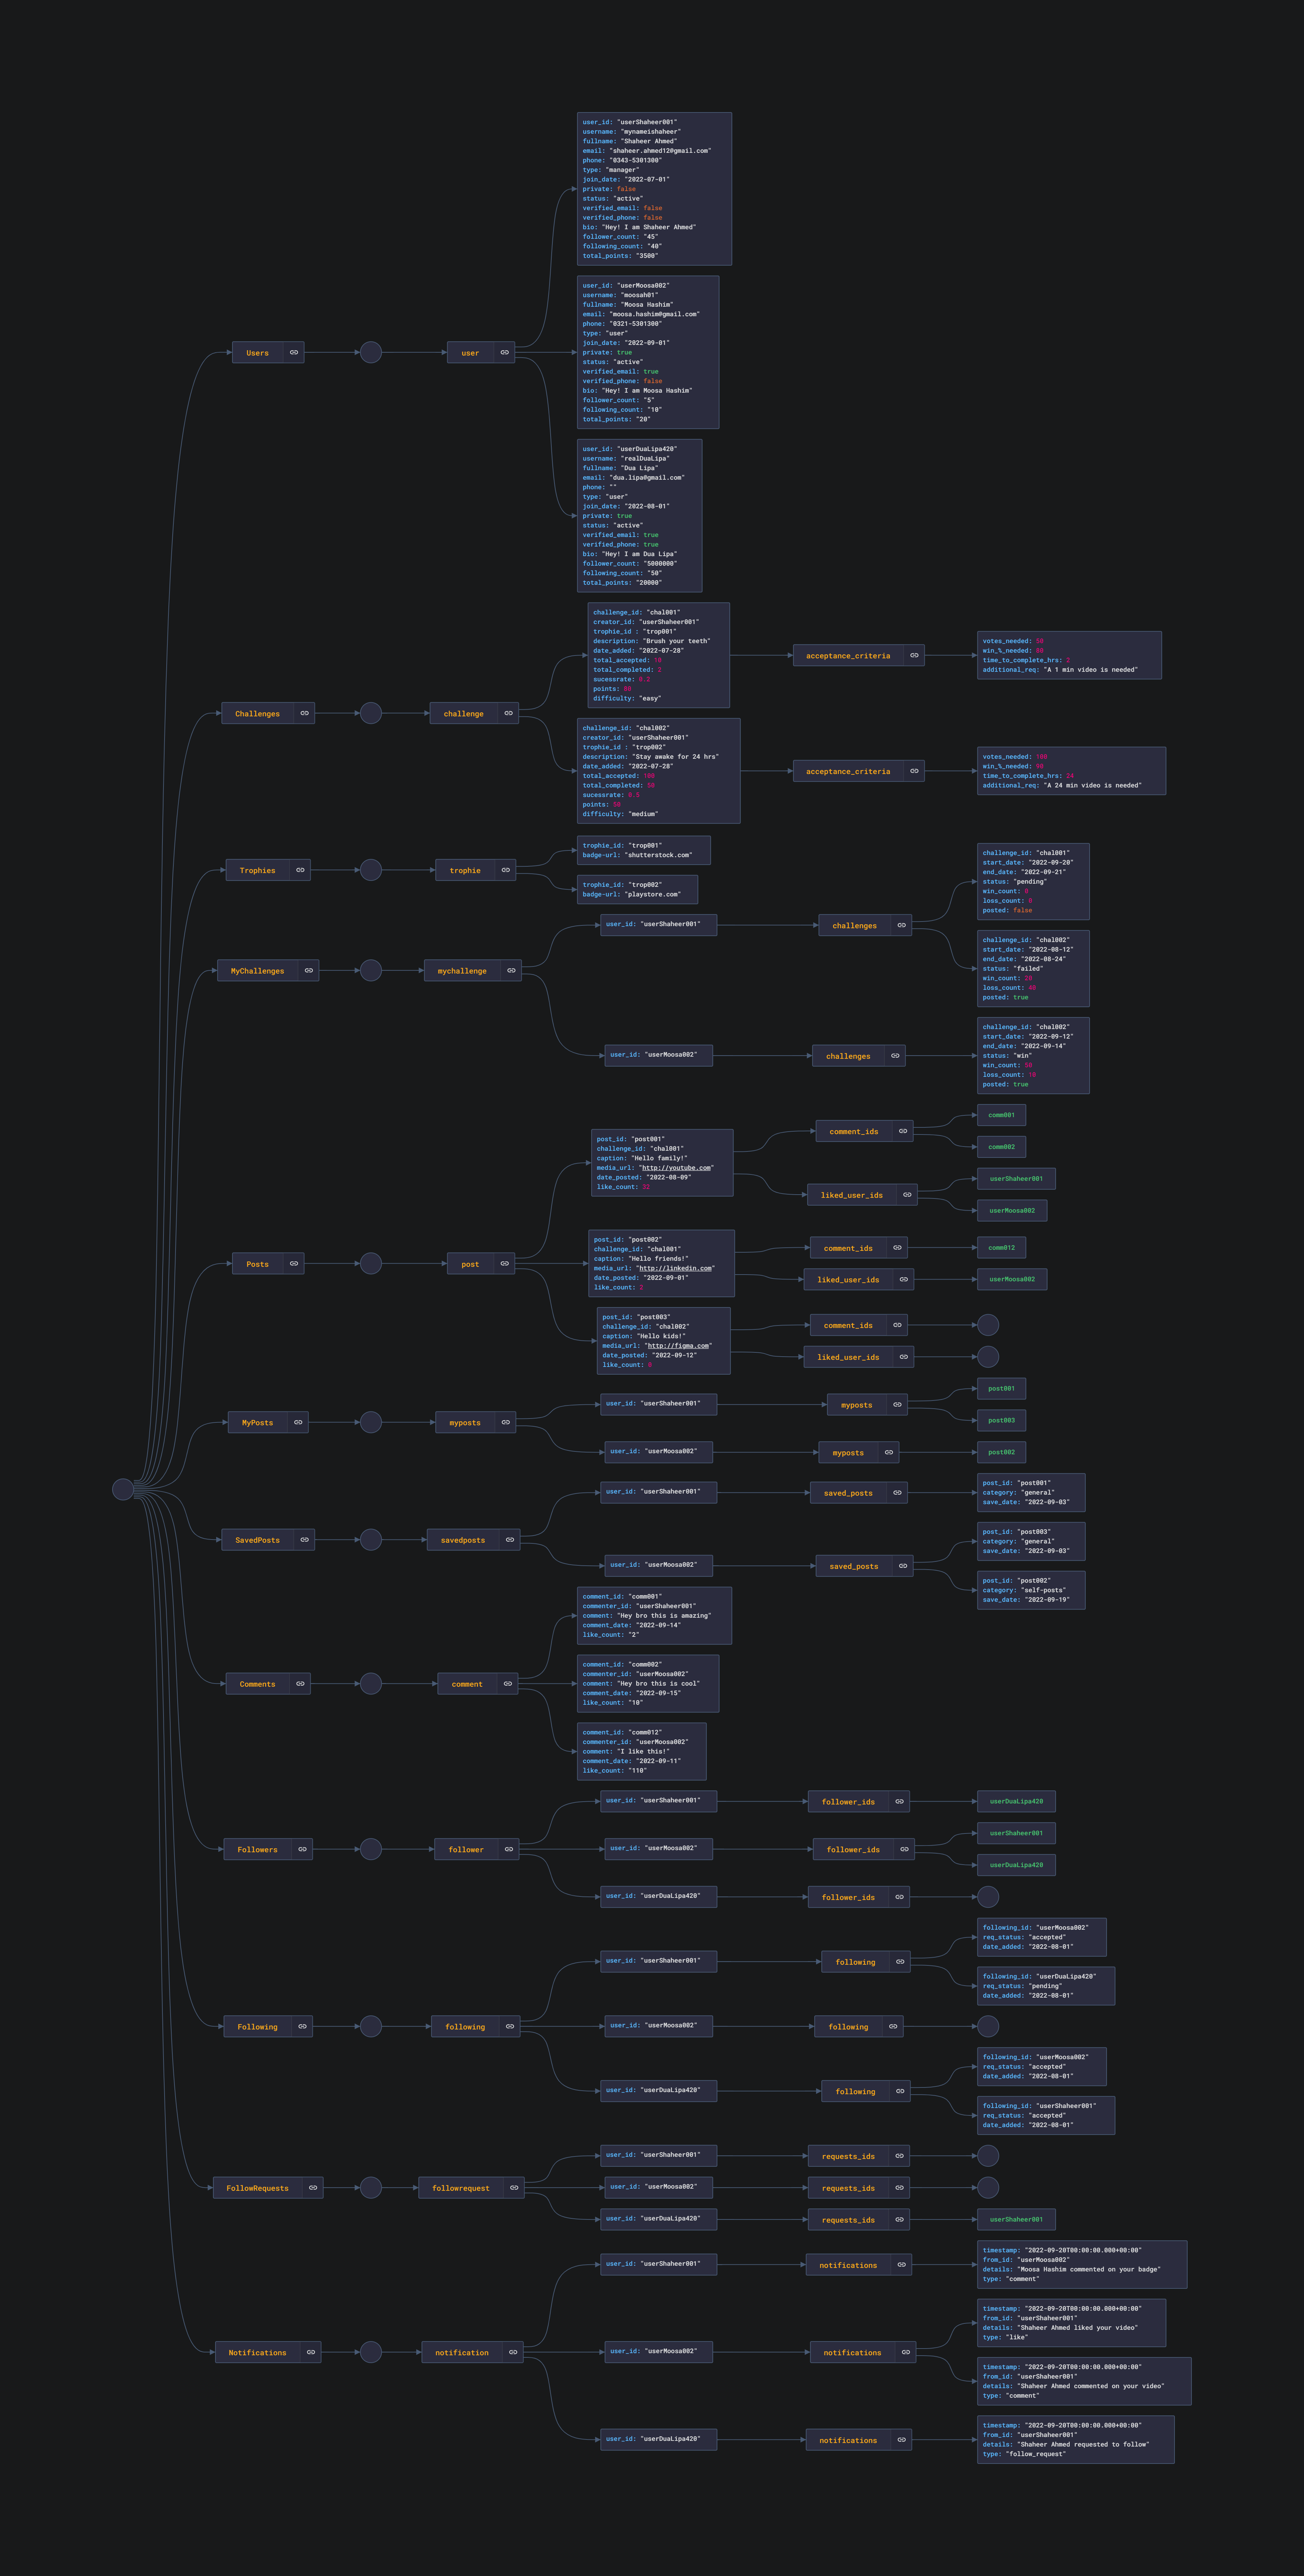 user_id: "userShaheer001"
username: "mynameishaheer"
fullname: "Shaheer Ahmed"
email: "shaheer.ahmed12@gmail.com"
phone: "0343-5301300"
type: "manager"
join_date: "2022-07-01"
private: false
status: "active"
verified_email: false
verified_phone: false
bio: "Hey! I am Shaheer Ahmed"
follower_count: "45"
following_count: "40"
total_points: "3500"
Users
user
user_id: "userMoosa002"
username: "moosah01"
fullname: "Moosa Hashim"
email: "moosa.hashim@gmail.com"
phone: "0321-5301300"
type: "user"
join_date: "2022-09-01"
private: true
status: "active"
verified_email: true
verified_phone: false
bio: "Hey! I am Moosa Hashim"
follower_count: "5"
following_count: "10"
total_points: "20"
user_id: "userDuaLipa420"
username: "realDuaLipa"
fullname: "Dua Lipa"
email: "dua.lipa@gmail.com"
phone: ""
type: "user"
join_date: "2022-08-01"
private: true
status: "active"
verified_email: true
verified_phone: true
bio: "Hey! I am Dua Lipa"
follower_count: "5000000"
following_count: "50"
total_points: "20000"
Challenges
challenge
challenge_id: "chal001"
creator_id: "userShaheer001"
trophie_id : "trop001"
description: "Brush your teeth"
date_added: "2022-07-28"
total_accepted: 10
total_completed: 2
sucessrate: 0.2
points:
difficulty: "easy"
acceptance_criteria
votes_needed:
win_%_needed:
time_to_complete_hrs:
additional_req: "A 1 min video is needed"
challenge_id: "chal002"
creator_id: "userShaheer001"
trophie_id : "trop002"
description: "Stay awake for 24 hrs"
date_added: "2022-07-28"
total_accepted: 100
total_completed: 50
sucessrate:
points: 50
difficulty: "medium"
acceptance_criteria
votes_needed: 100
win_%_needed:
time_to_complete_hrs: 24
additional_req: "A 24 min video is needed"
Trophies
trophie
trophie_id: "trop001"
badge-url: "shutterstock.com"
trophie_id: "trop002"
badge-url: "playstore.com"
MyChallenges
mychallenge
user_id: "userShaheer001"
challenges
challenge_id: "chal001"
start_date: "2022-09-20"
end_date: "2022-09-21"
status: "pending"
win_count: 0
loss_count: 0
posted: false
challenge_id: "chal002"
start_date: "2022-08-12"
end_date: "2022-08-24"
status: "failed"
win_count: 20
loss_count: 40
posted: true
user_id: "userMoosa002"
challenges
challenge_id: "chal002"
start_date: "2022-09-12"
end_date: "2022-09-14"
status: "win"
win_count:
loss_count: 10
posted: true
Posts
post
post_id: "post001"
challenge_id: "chal001"
caption: "Hello family!"
media_url: "http://youtube.com"
date_posted: "2022-08-09"
like_count: 32
comment_ids
comm001
comm002
liked_user_ids
userShaheer001
userMoosa002
post_id: "post002"
challenge_id: "chal001"
caption: "Hello friends!"
media_url: "http://linkedin.com"
date_posted: "2022-09-01"
like_count: 2
comment_ids
comm012
liked_user_ids
userMoosa002
post_id: "post003"
challenge_id: "chal002"
caption: "Hello kids!"
media_url: "http://figma.com"
date_posted: "2022-09-12"
like_count: 0
comment_ids
liked_user_ids
MyPosts
myposts
user_id: "userShaheer001"
myposts
post001
post003
user_id: "userMoosa002"
myposts
post002
SavedPosts
savedposts
user_id: "userShaheer001"
saved_posts
post_id: "post001"
category: "general"
save_date: "2022-09-03"
user_id: "userMoosa002"
saved_posts
post_id: "post003"
category: "general"
save_date: "2022-09-03"
post_id: "post002"
category: "self-posts"
save_date: "2022-09-19"
Comments
comment
comment_id: "comm001"
commenter_id: "userShaheer001"
comment: "Hey bro this is amazing"
comment_date: "2022-09-14"
like_count: "2"
comment_id: "comm002"
commenter_id: "userMoosa002"
comment: "Hey bro this is cool"
comment_date: "2022-09-15"
like_count: "10"
comment_id: "comm012"
commenter_id: "userMoosa002"
comment: "I like this!"
comment_date: "2022-09-11"
like_count: "110"
Followers
follower
user_id: "userShaheer001"
follower_ids
userDuaLipa420
user_id: "userMoosa002"
follower_ids
userShaheer001
userDuaLipa420
user_id: "userDuaLipa420"
follower_ids
Following
following
user_id: "userShaheer001"
following
following_id: "userMoosa002"
req_status: "accepted"
date_added: "2022-08-01"
following_id: "userDuaLipa420"
req_status: "pending"
date_added: "2022-08-01"
user_id: "userMoosa002"
following
user_id: "userDuaLipa420"
following
following_id: "userMoosa002"
req_status: "accepted"
date_added: "2022-08-01"
following_id: "userShaheer001"
req_status: "accepted"
date_added: "2022-08-01"
FollowRequests
followrequest
user_id: "userShaheer001"
requests_ids
user_id: "userMoosa002"
requests_ids
user_id: "userDuaLipa420"
requests_ids
userShaheer001
Notifications
notification
user_id: "userShaheer001"
notifications
timestamp: "2022-09-20T00:00:00.000+00:00"
from_id: "userMoosa002"
details: "Moosa Hashim commented on your badge"
type: "comment"
user_id: "userMoosa002"
notifications
timestamp: "2022-09-20T00:00:00.000+00:00"
from_id: "userShaheer001"
details: "Shaheer Ahmed liked your video"
type: "like"
timestamp: "2022-09-20T00:00:00.000+00:00"
from_id: "userShaheer001"
details: "Shaheer Ahmed commented on your video"
type: "comment"
user_id: "userDuaLipa420"
notifications
timestamp: "2022-09-20T00:00:00.000+00:00"
from_id: "userShaheer001"
details: "Shaheer Ahmed requested to follow"
type: "follow_request"